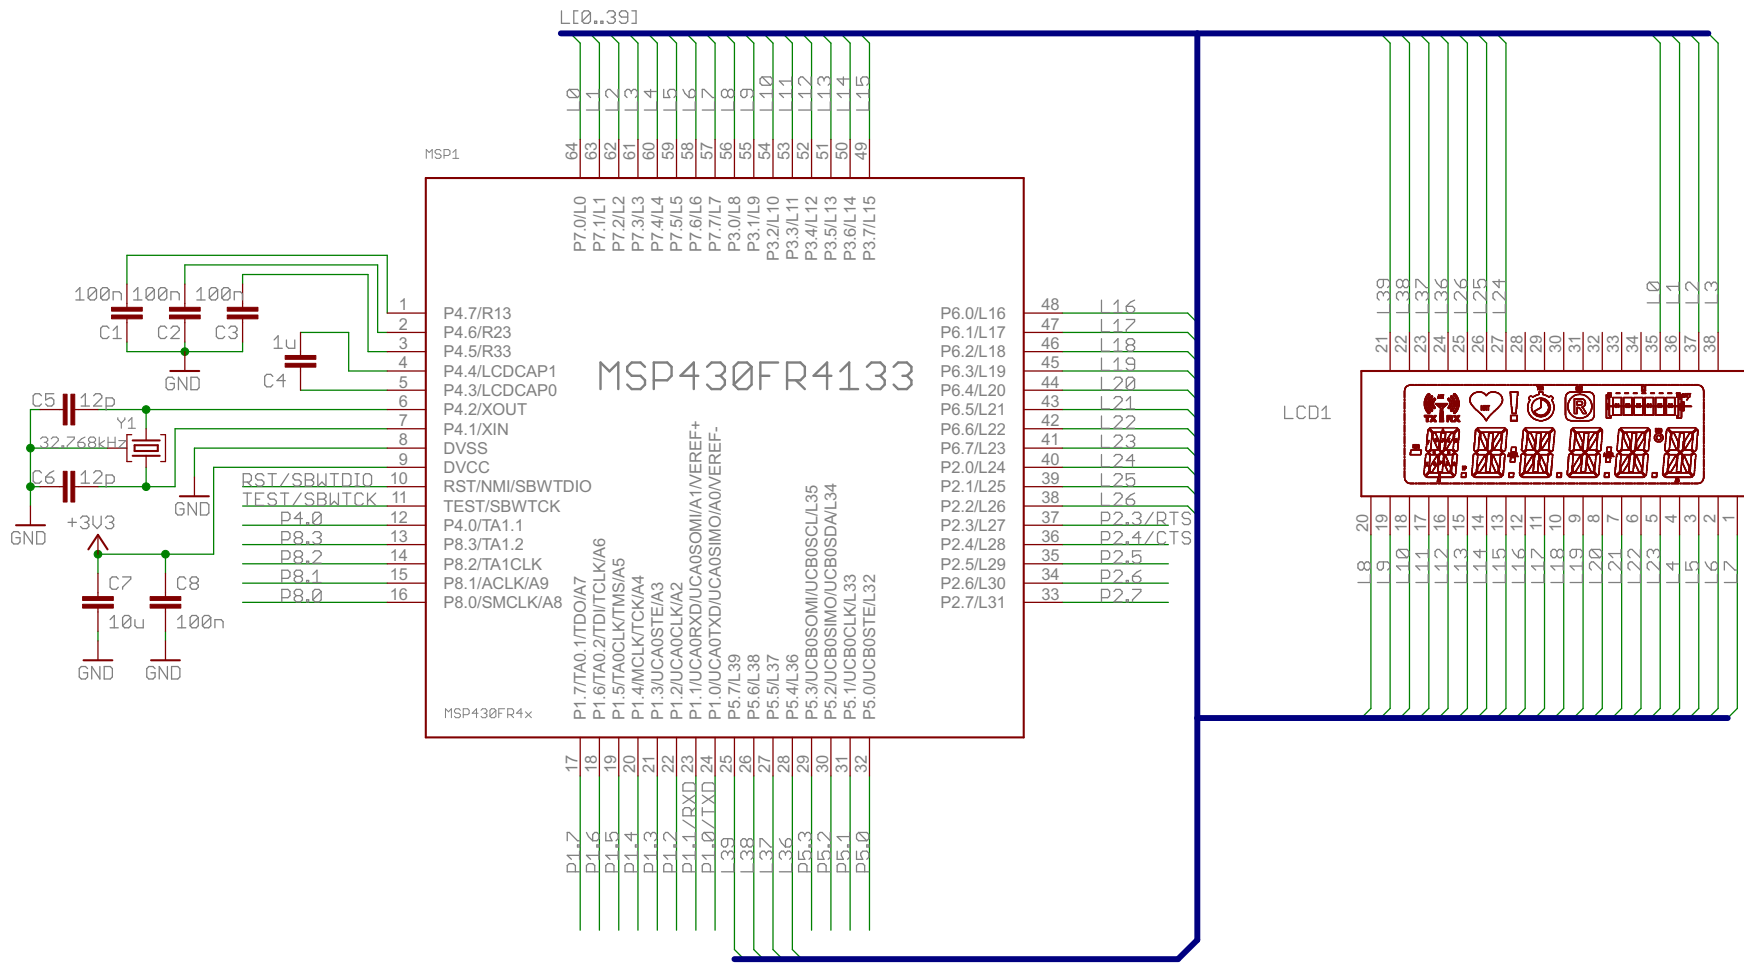 L[0..39]
L0 L1 L2 L3 L4 L5 L6 L7 L8 L9 L10 L11 L12 L13 L14 L15
64 63 62 61 60 59 58 57 56 55 54 53 52 51 50 49
MSP1
P7.0/L0
P7.1/L1
P7.2/L2
P7.3/L3
P7.4/L4
P7.5/L5
P7.6/L6
P7.7/L7
P3.0/L8
P3.1/L9
P3.2/L10
P3.3/L11
P3.4/L12
P3.5/L13
P3.6/L14
P3.7/L15
100n 100n 100n
C1 C2 C3
GND
1u
C4
C5 12p
Y1
32.768kHz
C6 12p
GND
GND
+3V3
C7
10u
C8
100n
GND GND
RST/SBWTDIO
TEST/SBWTCK
P4.0
P8.3
P8.2
P8.1
P8.0
1 P4.7/R13
2 P4.6/R23
3 P4.5/R33
4 P4.4/LCDCAP1
5 P4.3/LCDCAP0
6 P4.2/XOUT
7 P4.1/XIN
8 DVSS
9 DVCC
10 RST/NMI/SBWTDIO
11 TEST/SBWTCK
12 P4.0/TA1.1
13 P8.3/TA1.2
14 P8.2/TA1CLK
15 P8.1/ACLK/A9
16 P8.0/SMCLK/A8
MSP430FR4133
P6.0/L16 48 L16
P6.1/L17 47 L17
P6.2/L18 46 L18
P6.3/L19 45 L19
P6.4/L20 44 L20
P6.5/L21 43 L21
P6.6/L22 42 L22
P6.7/L23 41 L23
P2.0/L24 40 L24
P2.1/L25 39 L25
P2.2/L26 38 L26
P2.3/L27 37 P2.3/RTS
P2.4/L28 36 P2.4/CTS
P2.5/L29 35 P2.5
P2.6/L30 34 P2.6
P2.7/L31 33 P2.7
P1.7/TA0.1/TDO/A7
P1.6/TA0.2/TDI/TCLK/A6
P1.5/TA0CLK/TMS/A5
P1.4/MCLK/TCK/A4
P1.3/UCA0STE/A3
P1.2/UCA0CLK/A2
P1.1/UCA0RXD/UCA0SOMI/A1/VEREF+
P1.0/UCA0TXD/UCA0SIMO/A0/VEREF-
P5.7/L39
P5.6/L38
P5.5/L37
P5.4/L36
P5.3/UCB0SOMI/UCB0SCL/L35
P5.2/UCB0SIMO/UCB0SDA/L34
P5.1/UCB0CLK/L33
P5.0/UCB0STE/L32
MSP430FR4x
17 18 19 20 21 22 23 24 25 26 27 28 29 30 31 32
P1.7 P1.6 P1.5 P1.4 P1.3 P1.2 P1.1/RXD P1.0/TXD L39 L38 L37 L36 P5.3 P5.2 P5.1 P5.0
L39 L38 L37 L36 L26 L25 L24 L0 L1 L2 L3
21 22 23 24 25 26 27 28 29 30 31 32 33 34 35 36 37 38
LCD1
TX RX
R
20 19 18 17 16 15 14 13 12 11 10 9 8 7 6 5 4 3 2 1
L8 L9 L10 L11 L12 L13 L14 L15 L16 L17 L18 L19 L20 L21 L22 L23 L4 L5 L6 L7